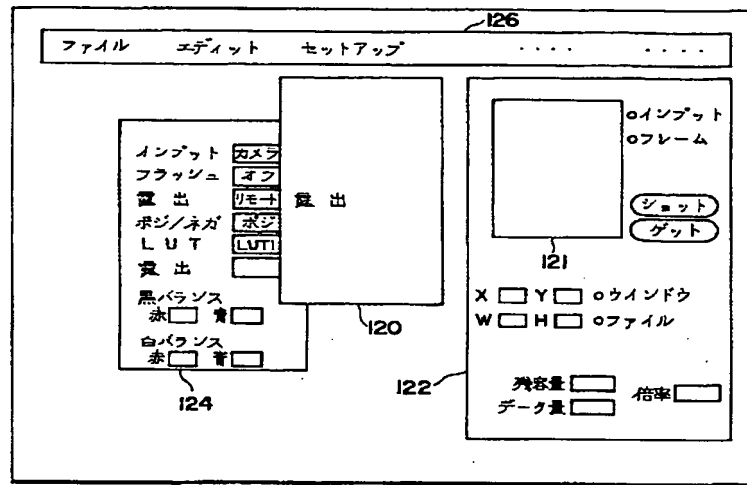 126
ファイル エディット セットアップ ・・・・ ・・・・
インプット カメラ
フラッシュ オフ
露出 リモート
ポジ/ネガ ポジ
LUT LUT1
露出
黒バランス
赤 青
白バランス
赤 青
124
露出
120
インプット
フレーム
ショット
ゲット
121
X Y ウインドウ
W H ファイル
122
残容量
データ量
倍率